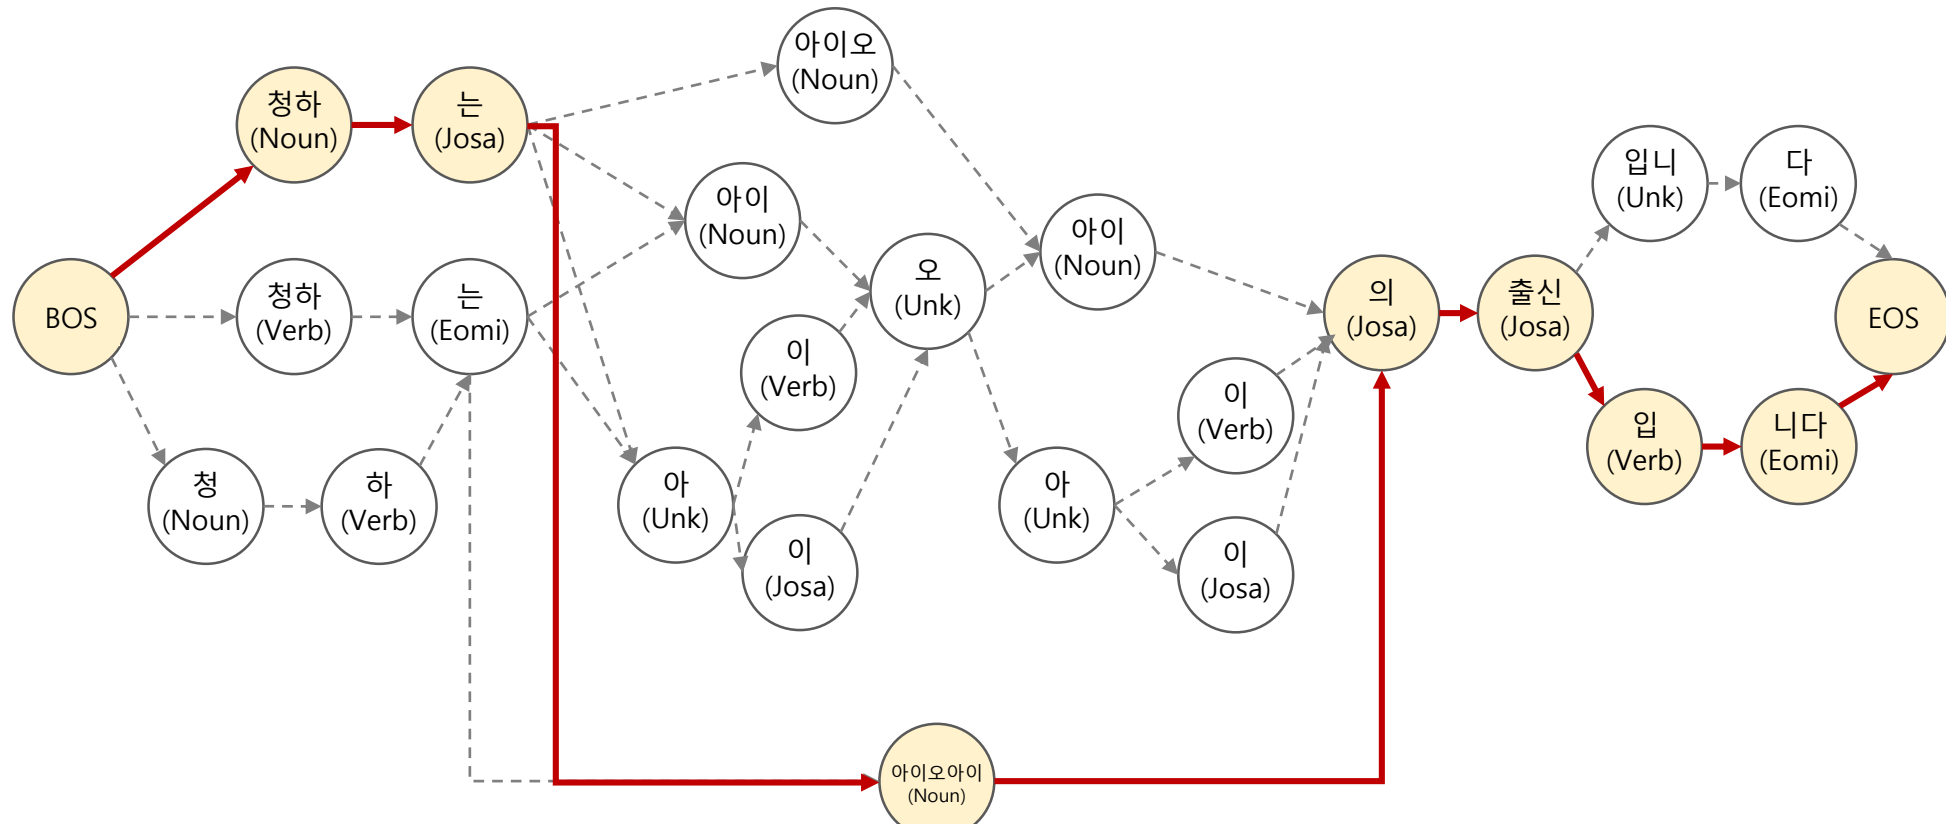 아이오
(Noun)
청하
(Noun)
는
(Josa)
입니
(Unk)
다
(Eomi)
아이
(Noun)
아이
(Noun)
오
(Unk)
BOS
청하
(Verb)
는
(Eomi)
의
(Josa)
출신
(Josa)
EOS
이
(Verb)
이
(Verb)
입
(Verb)
니다
(Eomi)
청
(Noun)
하
(Verb)
아
(Unk)
아
(Unk)
이
(Josa)
이
(Josa)
아이오아이
(Noun)